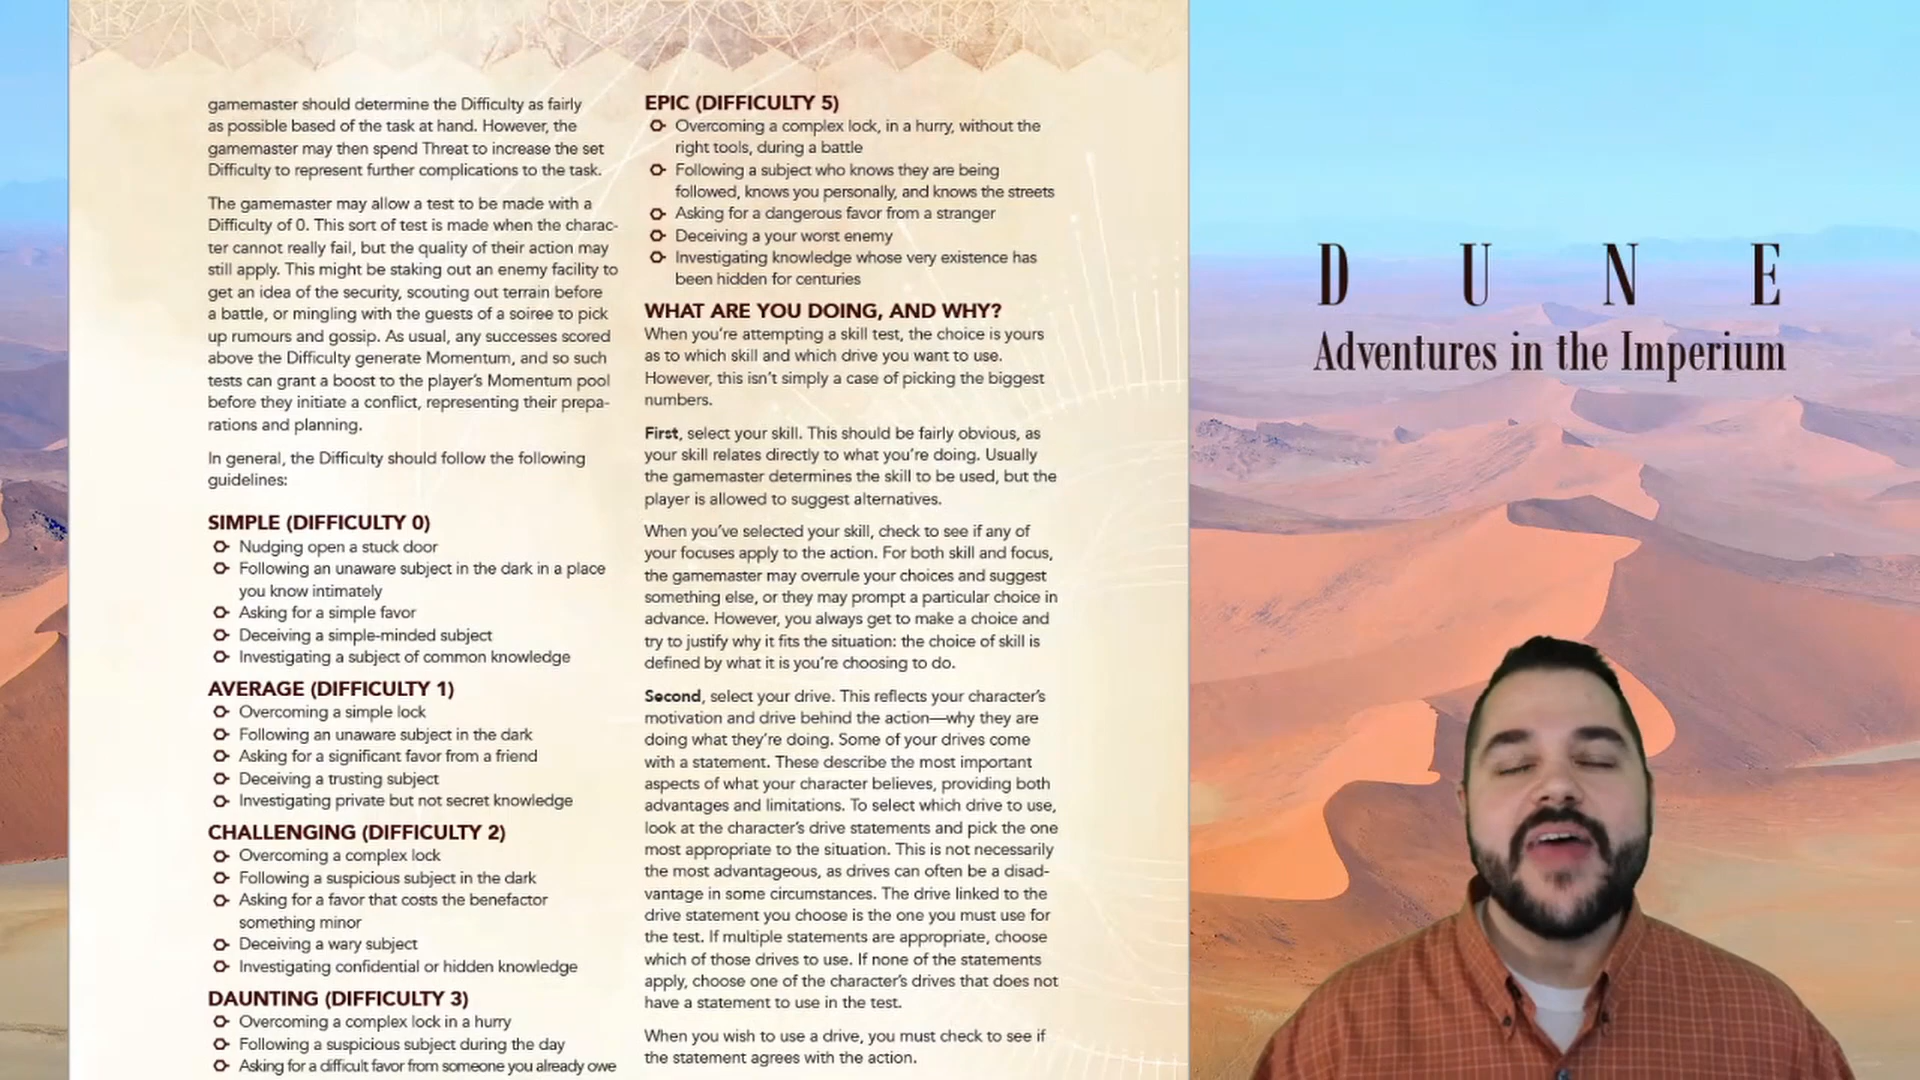 gamemaster should determine the Difficulty as fairly
as possible based of the task at hand. However, the
gamemaster may then spend Threat to increase the set
Difficulty to represent further complications to the task.
The gamemaster may allow a test to be made with a
Difficulty of 0. This sort of test is made when the charac-
ter cannot really fail, but the quality of their action may
still apply. This might be staking out an enemy facility to
get an idea of the security, scouting out terrain before
a battle, or mingling with the guests of a soiree to pick
up rumours and gossip. As usual, any successes scored
above the Difficulty generate Momentum, and so such
tests can grant a boost to the player's Momentum pool
before they initiate a conflict, representing their prepa-
rations and planning.
In general, the Difficulty should follow the following
guidelines:
SIMPLE (DIFFICULTY 0)
Nudging open a stuck door
Following an unaware subject in the dark in a place
you know intimately
Asking for a simple favor
Deceiving a simple-minded subject
Investigating a subject of common knowledge
AVERAGE (DIFFICULTY 1)
Overcoming a simple lock
Following an unaware subject in the dark
Asking for a significant favor from a friend
Deceiving a trusting subject
Investigating private but not secret knowledge
CHALLENGING (DIFFICULTY 2)
Overcoming a complex lock
Following a suspicious subject in the dark
Asking for a favor that costs the benefactor
something minor
Deceiving a wary subject
Investigating confidential or hidden knowledge
DAUNTING (DIFFICULTY 3)
Overcoming a complex lock in a hurry
Following a suspicious subject during the day
Asking for a difficult favor from someone you already owe
EPIC (DIFFICULTY 5)
Overcoming a complex lock, in a hurry, without the
right tools, during a battle
Following a subject who knows they are being
followed, knows you personally, and knows the streets
Asking for a dangerous favor from a stranger
Deceiving a your worst enemy
Investigating knowledge whose very existence has
been hidden for centuries
WHAT ARE YOU DOING, AND WHY?
When you're attempting a skill test, the choice is yours
as to which skill and which drive you want to use.
However, this isn't simply a case of picking the biggest
numbers.
First, select your skill. This should be fairly obvious, as
your skill relates directly to what you're doing. Usually
the gamemaster determines the skill to be used, but the
player is allowed to suggest alternatives.
When you've selected your skill, check to see if any of
your focuses apply to the action. For both skill and focus,
the gamemaster may overrule your choices and suggest
something else, or they may prompt a particular choice in
advance. However, you always get to make a choice and
try to justify why it fits the situation: the choice of skill is
defined by what it is you're choosing to do.
Second, select your drive. This reflects your character's
motivation and drive behind the action—why they are
doing what they're doing. Some of your drives come
with a statement. These describe the most important
aspects of what your character believes, providing both
advantages and limitations. To select which drive to use,
look at the character's drive statements and pick the one
most appropriate to the situation. This is not necessarily
the most advantageous, as drives can often be a disad-
vantage in some circumstances. The drive linked to the
drive statement you choose is the one you must use for
the test. If multiple statements are appropriate, choose
which of those drives to use. If none of the statements
apply, choose one of the character's drives that does not
have a statement to use in the test.
When you wish to use a drive, you must check to see if
the statement agrees with the action.
DUNE
Adventures in the Imperium